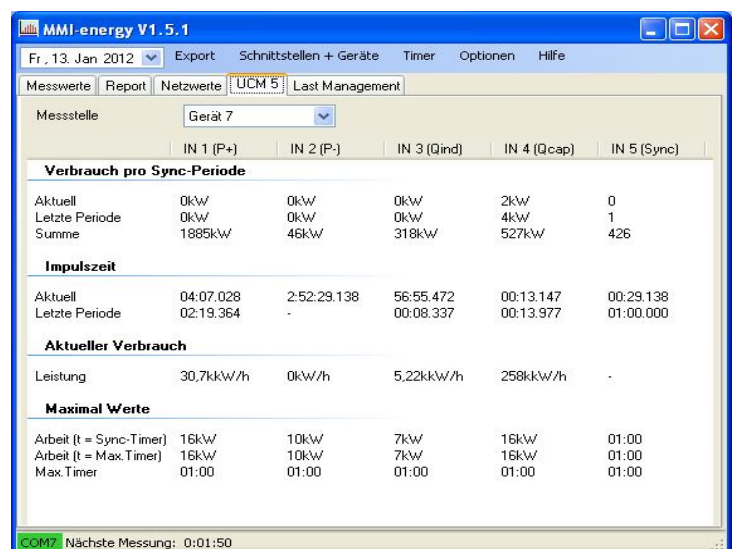 MMI-energy V1.5.1
Fr , 13. Jan 2012 Export Schnittstellen + Geräte Timer Optionen Hilfe
Messwerte Report Netzwerte UCM 5 Last Management
Messstelle Gerät 7
IN 1 (P+) IN 2 (P-) IN 3 (Qind) IN 4 (Qcap) IN 5 (Sync)
Verbrauch pro Sync-Periode
Aktuell 0kW 0kW 0kW 2kW 0
Letzte Periode 0kW 0kW 0kW 4kW 1
Summe 1885kW 46kW 318kW 527kW 426
Impulszeit
Aktuell 04:07.028 2:52:29.138 56:55.472 00:13.147 00:29.138
Letzte Periode 02:19.364 - 00:08.337 00:13.977 01:00.000
Aktueller Verbrauch
Leistung 30,7kkW/h 0kW/h 5,22kkW/h 258kkW/h -
Maximal Werte
Arbeit (t = Sync-Timer) 16kW 10kW 7kW 16kW 01:00
Arbeit (t = Max.Timer) 16kW 10kW 7kW 16kW 01:00
Max.Timer 01:00 01:00 01:00 01:00 01:00
COM7 Nächste Messung: 0:01:50